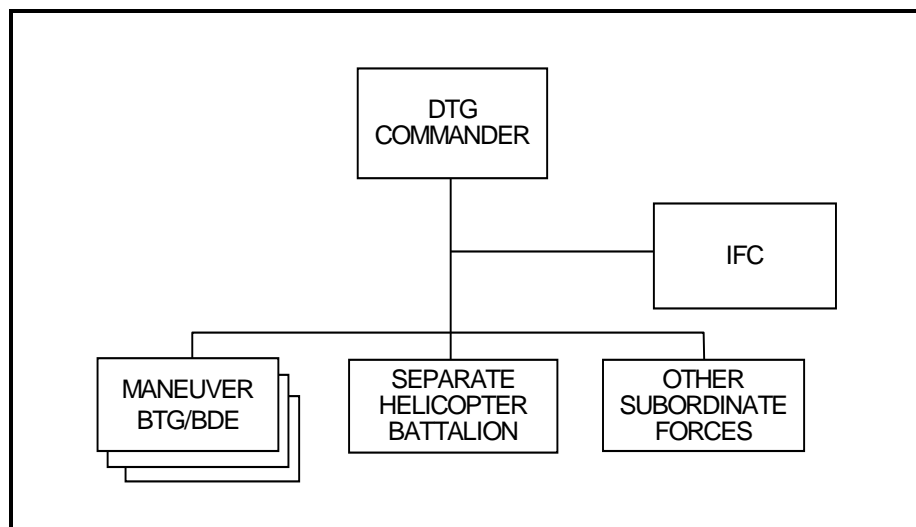 DTG
COMMANDER
IFC
MANEUVER
BTG/BDE
SEPARATE
HELICOPTER
BATTALION
OTHER
SUBORDINATE
FORCES